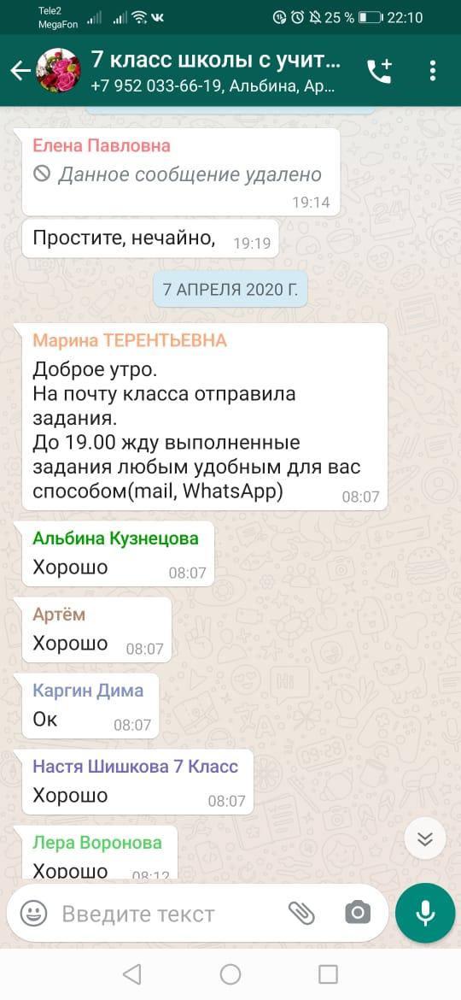 Tele2
MegaFon
25 %
22:10
7 класс школы с учит...
+7 952 033-66-19, Альбина, Ар...
Елена Павловна
Данное сообщение удалено
19:14
Простите, нечайно,
19:19
7 АПРЕЛЯ 2020 Г.
Марина ТЕРЕНТЬЕВНА
Доброе утро.
На почту класса отправила
задания.
До 19.00 жду выполненные
задания любым удобным для вас
способом(mail, WhatsApp)
08:07
Альбина Кузнецова
Хорошо
08:07
Артём
Хорошо
08:07
Каргин Дима
Ок
08:07
Настя Шишкова 7 Класс
Хорошо
08:07
Лера Воронова
Хорошо
08:12
Введите текст